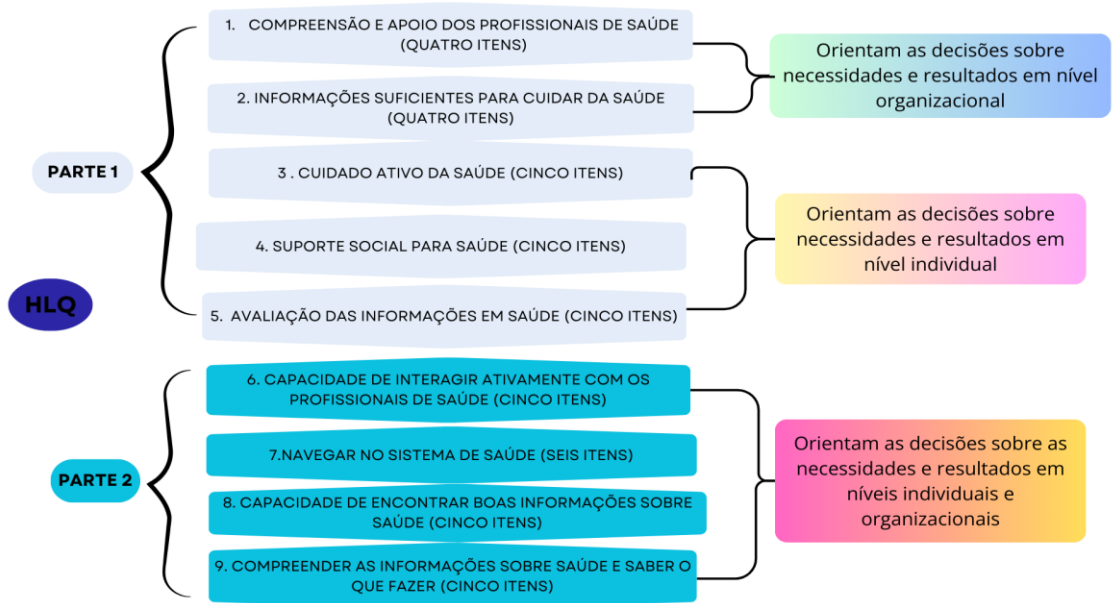 1. COMPREENSÃO E APOIO DOS PROFISSIONAIS DE SAÚDE
(QUATRO ITENS)
2. INFORMAÇÕES SUFICIENTES PARA CUIDAR DA SAÚDE
(QUATRO ITENS)
Orientam as decisões sobre
necessidades e resultados em nível
organizacional
PARTE 1
3 . CUIDADO ATIVO DA SAÚDE (CINCO ITENS)
4. SUPORTE SOCIAL PARA SAÚDE (CINCO ITENS)
5. AVALIAÇÃO DAS INFORMAÇÕES EM SAÚDE (CINCO ITENS)
Orientam as decisões sobre
necessidades e resultados em
nível individual
HLQ
6. CAPACIDADE DE INTERAGIR ATIVAMENTE COM OS
PROFISSIONAIS DE SAÚDE (CINCO ITENS)
7.NAVEGAR NO SISTEMA DE SAÚDE (SEIS ITENS)
PARTE 2
8. CAPACIDADE DE ENCONTRAR BOAS INFORMAÇÕES SOBRE
SAÚDE (CINCO ITENS)
9. COMPREENDER AS INFORMAÇÕES SOBRE SAÚDE E SABER O
QUE FAZER (CINCO ITENS)
Orientam as decisões sobre as
necessidades e resultados em
níveis individuais e
organizacionais